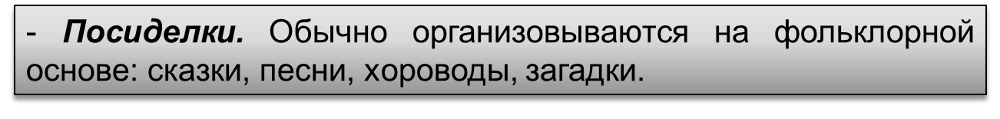 - Посиделки. Обычно организовываются на фольклорной
основе: сказки, песни, хороводы, загадки.